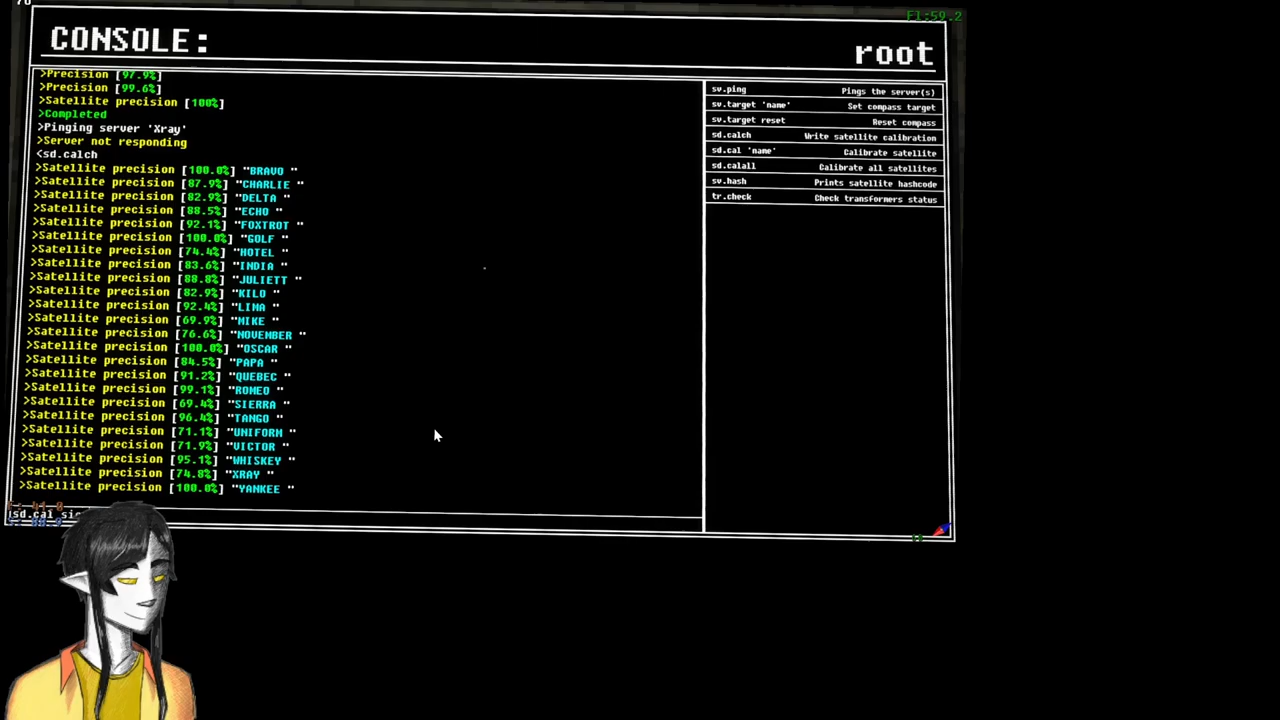 FI:59.2
CONSOLE:
root
>Precision [97.9%]
>Precision [99.6%]
>Satellite precision [100%]
>Completed
>Pinging server 'Xray'
>Server not responding
<sd.calch
>Satellite precision [100.0%] "BRAVO "
>Satellite precision [87.9%] "CHARLIE "
>Satellite precision [82.9%] "DELTA "
>Satellite precision [88.5%] "ECHO "
>Satellite precision [92.1%] "FOXTROT "
>Satellite precision [100.0%] "GOLF "
>Satellite precision [74.4%] "HOTEL "
>Satellite precision [83.6%] "INDIA "
>Satellite precision [88.8%] "JULIETT "
>Satellite precision [82.9%] "KILO "
>Satellite precision [92.4%] "LIMA "
>Satellite precision [69.9%] "MIKE "
>Satellite precision [76.6%] "NOVEMBER "
>Satellite precision [100.0%] "OSCAR "
>Satellite precision [84.5%] "PAPA "
>Satellite precision [91.2%] "QUEBEC "
>Satellite precision [99.1%] "ROMEO "
>Satellite precision [69.4%] "SIERRA "
>Satellite precision [96.4%] "TANGO "
>Satellite precision [71.1%] "UNIFORM "
>Satellite precision [71.9%] "VICTOR "
>Satellite precision [95.1%] "WHISKEY "
>Satellite precision [74.8%] "XRAY "
>Satellite precision [100.0%] "YANKEE "
sd.cal
sv.ping Pings the server(s)
sv.target 'name' Set compass target
sv.target reset Reset compass
sd.calch Write satellite calibration
sd.cal 'name' Calibrate satellite
sd.calall Calibrate all satellites
sv.hash Prints satellite hashcode
tr.check Check transformers status